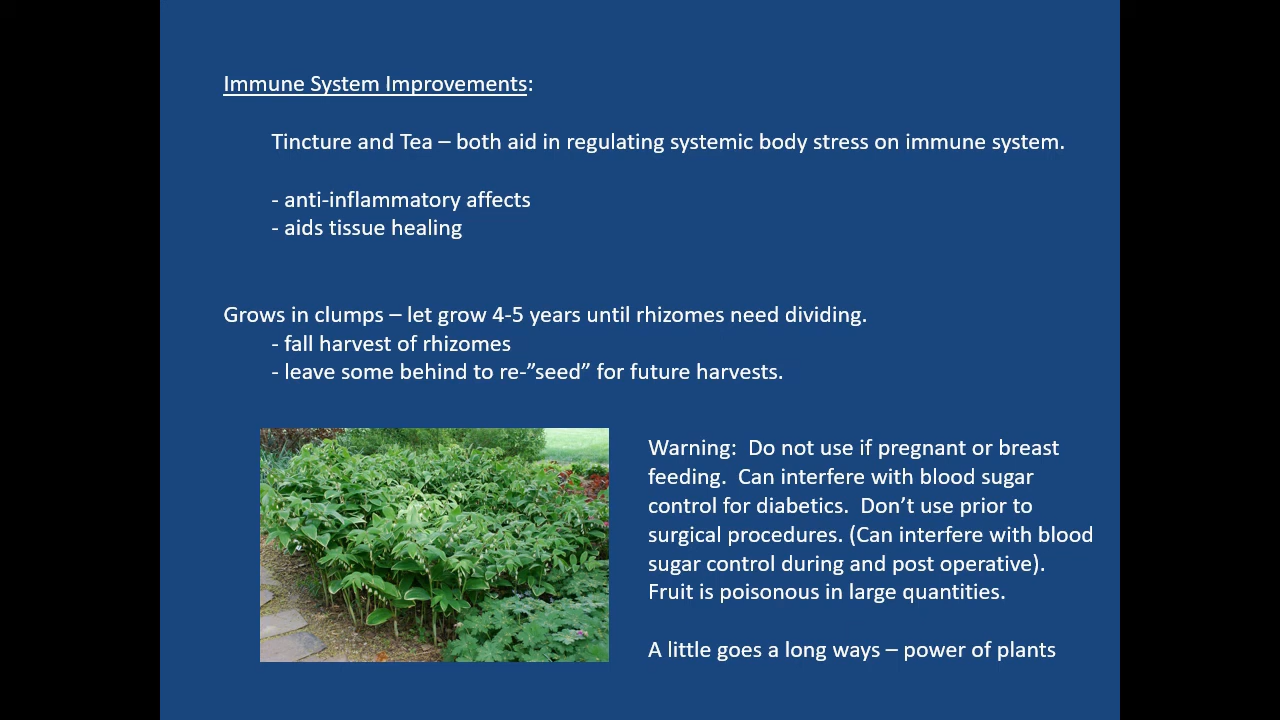 Immune System Improvements:
Tincture and Tea – both aid in regulating systemic body stress on immune system.
- anti-inflammatory affects
- aids tissue healing
Grows in clumps – let grow 4-5 years until rhizomes need dividing.
- fall harvest of rhizomes
- leave some behind to re-”seed” for future harvests.
Warning:  Do not use if pregnant or breast
feeding.  Can interfere with blood sugar
control for diabetics.  Don’t use prior to
surgical procedures. (Can interfere with blood
sugar control during and post operative).
Fruit is poisonous in large quantities.
A little goes a long ways – power of plants